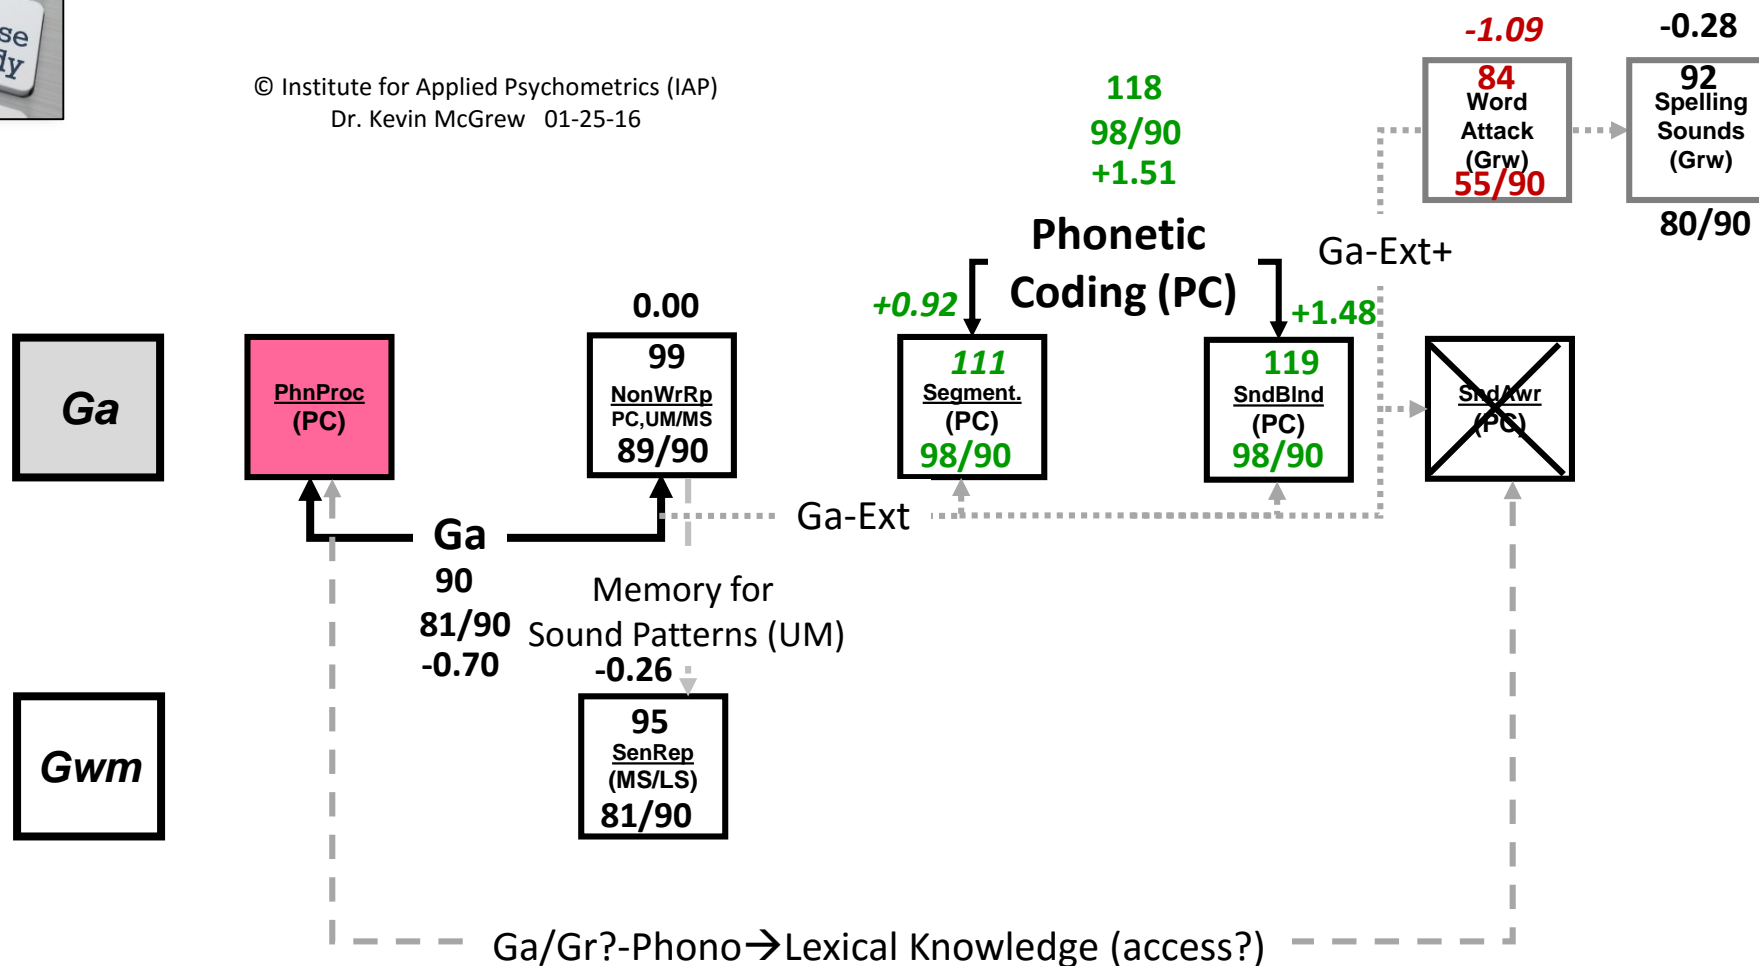 se
dy
© Institute for Applied Psychometrics (IAP)
Dr. Kevin McGrew 01-25-16
118
98/90
+1.51
-1.09
84
Word
Attack
(Grw)
55/90
-0.28
92
Spelling
Sounds
(Grw)
80/90
Phonetic
Coding (PC)
Ga-Ext+
Ga
PhnProc
(PC)
0.00
99
NonWrRp
PC,UM/MS
89/90
+0.92
111
Segment.
(PC)
98/90
+1.48
119
SndBlnd
(PC)
98/90
SndAwr
(PC)
Ga
90
81/90
-0.70
Ga-Ext
Memory for
Sound Patterns (UM)
-0.26
Gwm
95
SenRep
(MS/LS)
81/90
Ga/Gr?-Phono→Lexical Knowledge (access?)